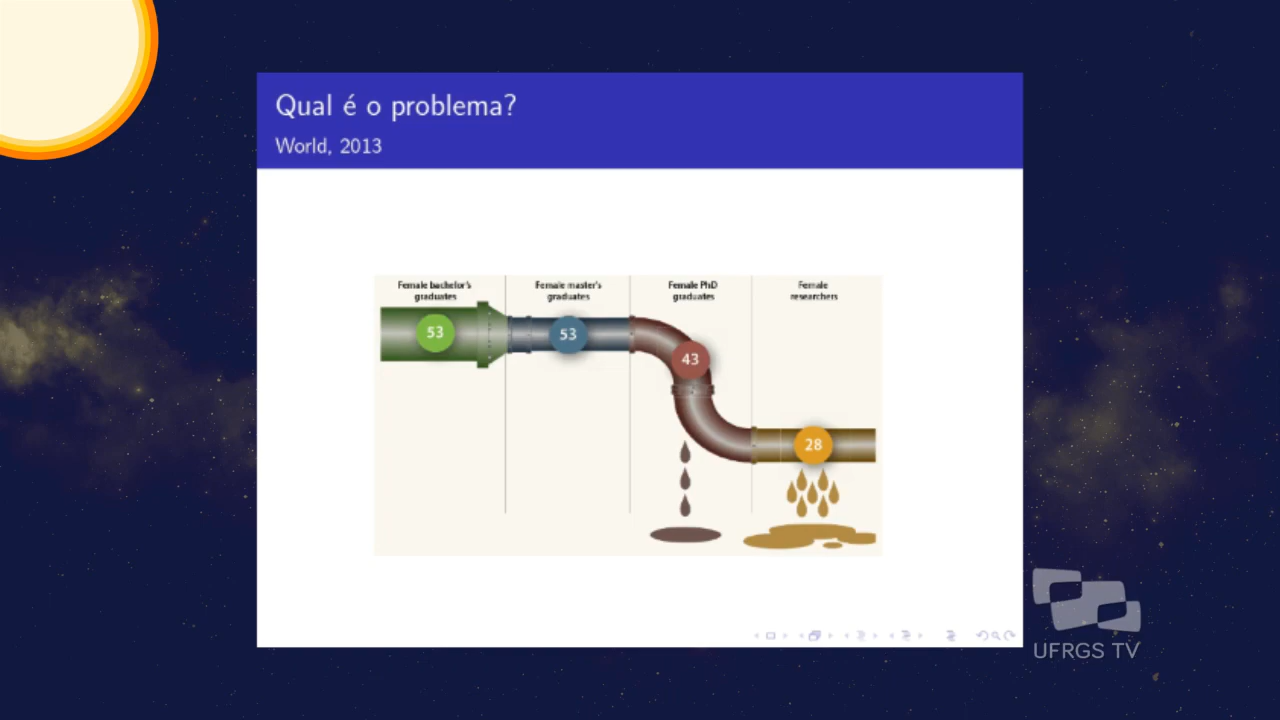 Qual é o problema?
World, 2013
Female bachelor's
graduates
Female master's
graduates
Female PhD
graduates
Female
researchers
53
53
43
28
UFRGS TV